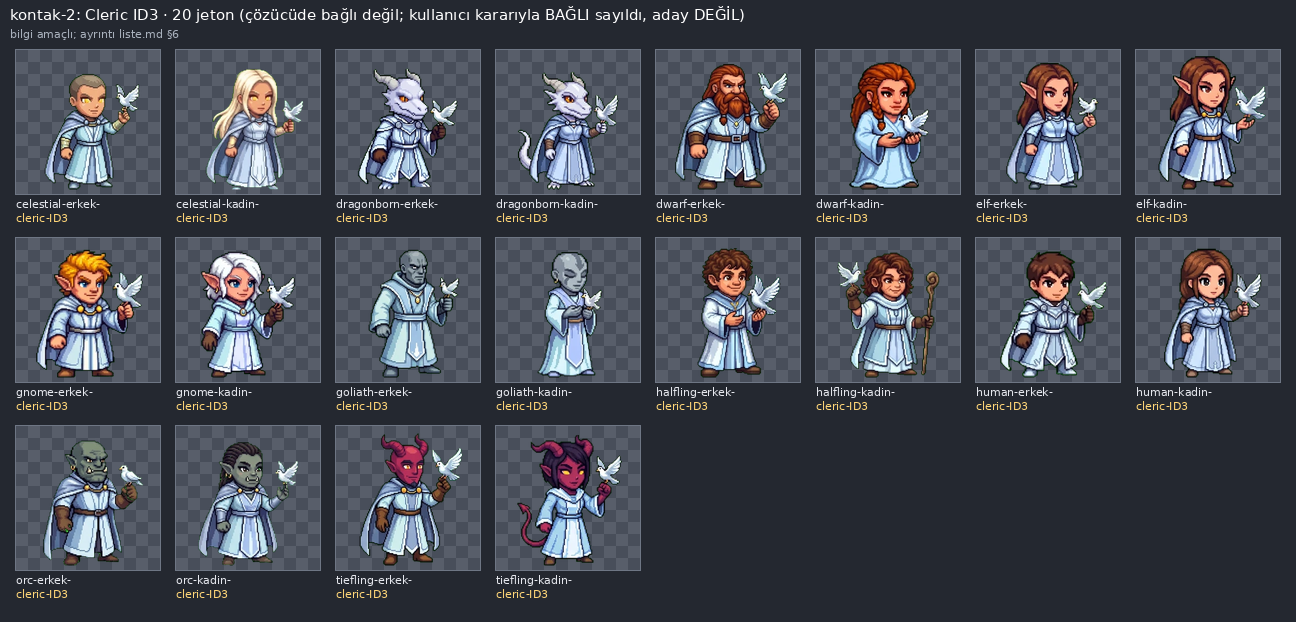 kontak-2: Cleric ID3 · 20 jeton (çözücüde bağlı değil; kullanıcı kararıyla BAĞLI sayıldı, aday DEĞİL)
bilgi amaçlı; ayrıntı liste.md §6
celestial-erkek- celestial-kadin- dragonborn-erkek- dragonborn-kadin- dwarf-erkek- dwarf-kadin- elf-erkek- elf-kadin-
cleric-ID3 cleric-ID3 cleric-ID3 cleric-ID3 cleric-ID3 cleric-ID3 cleric-ID3 cleric-ID3
gnome-erkek- gnome-kadin- goliath-erkek- goliath-kadin- halfling-erkek- halfling-kadin- human-erkek- human-kadin-
cleric-ID3 cleric-ID3 cleric-ID3 cleric-ID3 cleric-ID3 cleric-ID3 cleric-ID3 cleric-ID3
orc-erkek- orc-kadin- tiefling-erkek- tiefling-kadin-
cleric-ID3 cleric-ID3 cleric-ID3 cleric-ID3